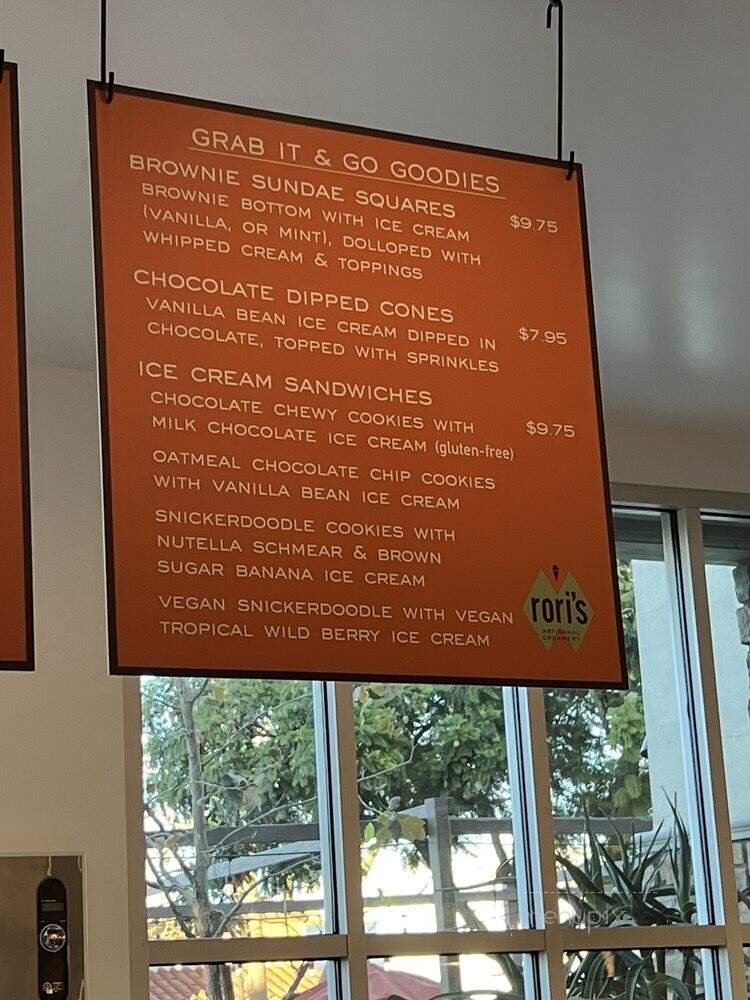 GRAB IT & GO GOODIES
BROWNIE SUNDAE SQUARES $9.75
BROWNIE BOTTOM WITH ICE CREAM
(VANILLA, OR MINT), DOLLOPED WITH
WHIPPED CREAM & TOPPINGS
CHOCOLATE DIPPED CONES $7.95
VANILLA BEAN ICE CREAM DIPPED IN
CHOCOLATE, TOPPED WITH SPRINKLES
ICE CREAM SANDWICHES $9.75
CHOCOLATE CHEWY COOKIES WITH
MILK CHOCOLATE ICE CREAM (gluten-free)
OATMEAL CHOCOLATE CHIP COOKIES
WITH VANILLA BEAN ICE CREAM
SNICKERDOODLE COOKIES WITH
NUTELLA SCHMEAR & BROWN
SUGAR BANANA ICE CREAM
VEGAN SNICKERDOODLE WITH VEGAN
TROPICAL WILD BERRY ICE CREAM
rori's
ARTISANAL
CREAMERY
menupix